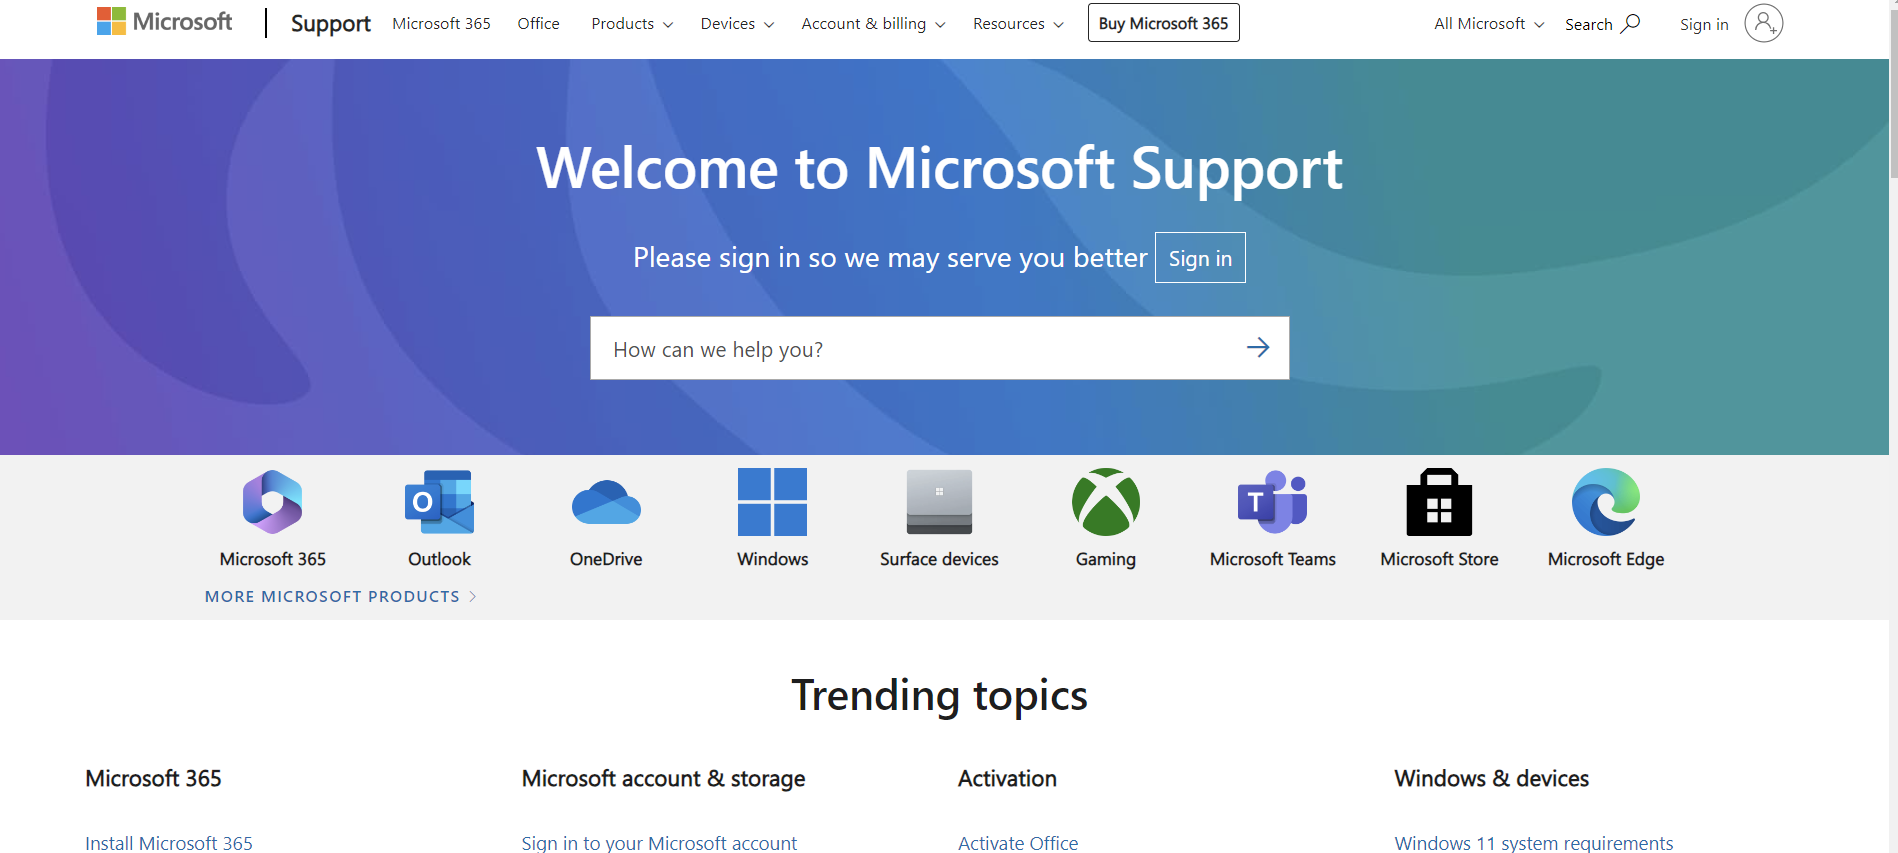 Microsoft Support Microsoft 365 Office Products Devices Account & billing Resources Buy Microsoft 365 All Microsoft Search Sign in
Welcome to Microsoft Support
Please sign in so we may serve you better Sign in
How can we help you?
O T
Microsoft 365 Outlook OneDrive Windows Surface devices Gaming Microsoft Teams Microsoft Store Microsoft Edge
MORE MICROSOFT PRODUCTS
Trending topics
Microsoft 365 Microsoft account & storage Activation Windows & devices
Install Microsoft 365 Sign in to your Microsoft account Activate Office Windows 11 system requirements